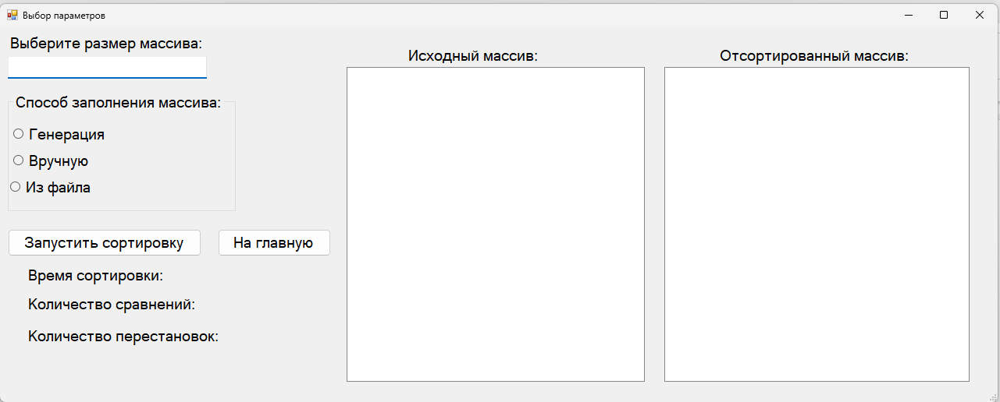 Выбор параметров
Выберите размер массива:
Способ заполнения массива:
Генерация
Вручную
Из файла
Запустить сортировку
На главную
Время сортировки:
Количество сравнений:
Количество перестановок:
Исходный массив:
Отсортированный массив: